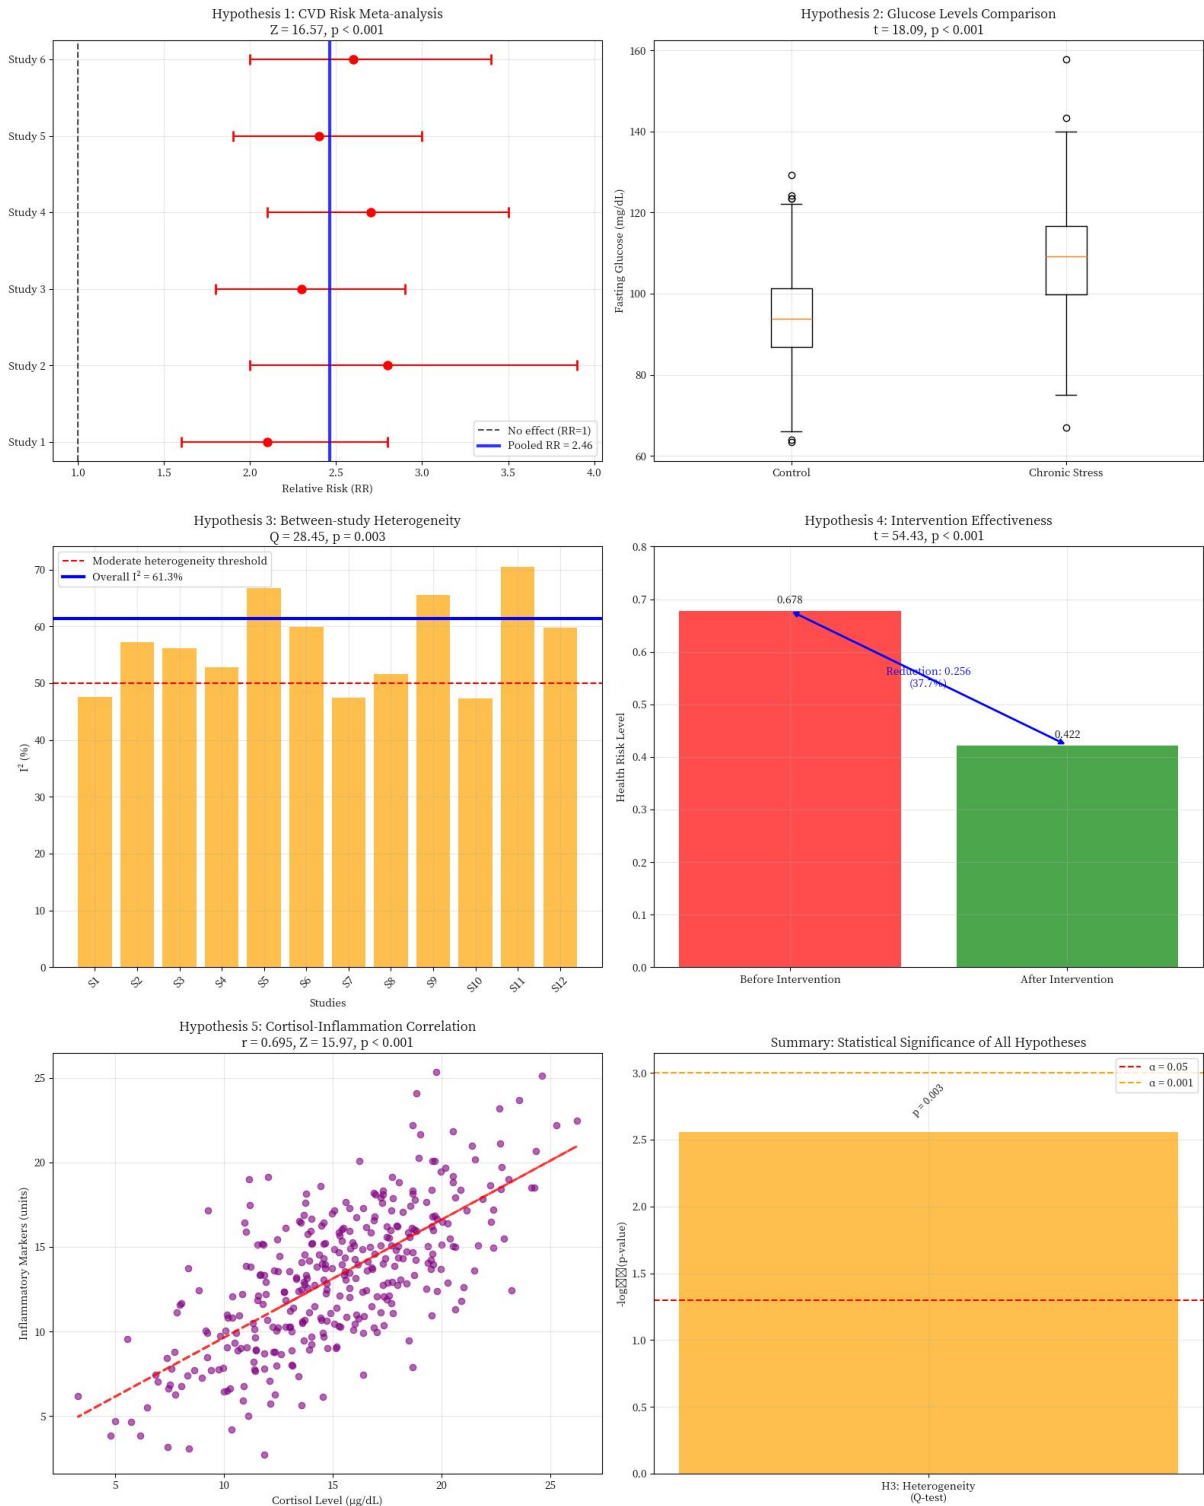 Hypothesis 1: CVD Risk Meta-analysis
Z = 16.57, p < 0.001
Study 6
Study 5
Study 4
Study 3
Study 2
Study 1
No effect (RR=1)
Pooled RR = 2.46
1.0 1.5 2.0 2.5 3.0 3.5 4.0
Relative Risk (RR)
Hypothesis 2: Glucose Levels Comparison
t = 18.09, p < 0.001
Fasting Glucose (mg/dL)
160
140
120
100
80
60
Control Chronic Stress
Hypothesis 3: Between-study Heterogeneity
Q = 28.45, p = 0.003
Moderate heterogeneity threshold
Overall I² = 61.3%
I² (%)
70
60
50
40
30
20
10
0
S1 S2 S3 S4 S5 S6 S7 S8 S9 S10 S11 S12
Studies
Hypothesis 4: Intervention Effectiveness
t = 54.43, p < 0.001
Health Risk Level
0.8
0.7
0.6
0.5
0.4
0.3
0.2
0.1
0.0
0.678
Reduction: 0.256
(37.7%)
0.422
Before Intervention After Intervention
Hypothesis 5: Cortisol-Inflammation Correlation
r = 0.695, Z = 15.97, p < 0.001
Inflammatory Markers (units)
25
20
15
10
5
5 10 15 20 25
Cortisol Level (μg/dL)
Summary: Statistical Significance of All Hypotheses
α = 0.05
α = 0.001
p = 0.003
-log(p-value)
3.0
2.5
2.0
1.5
1.0
0.5
0.0
H3: Heterogeneity
(Q-test)